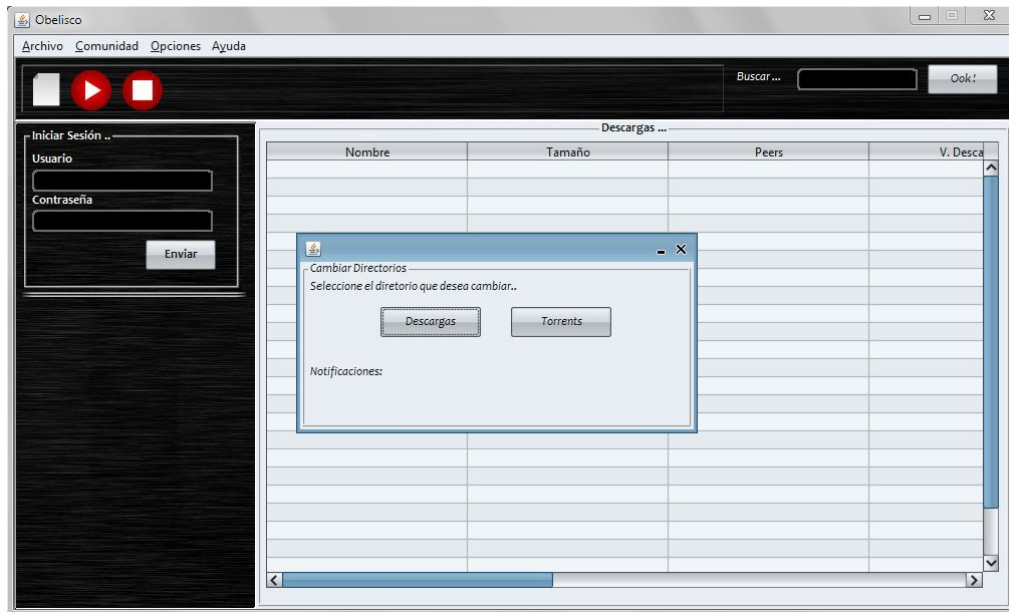 Obelisco
Archivo Comunidad Opciones Ayuda
Buscar ... Ook!
Iniciar Sesión ..
Usuario
Contraseña
Enviar
Descargas ...
Nombre Tamaño Peers V. Desca
Cambiar Directorios
Seleccione el diretorio que desea cambiar..
Descargas Torrents
Notificaciones: